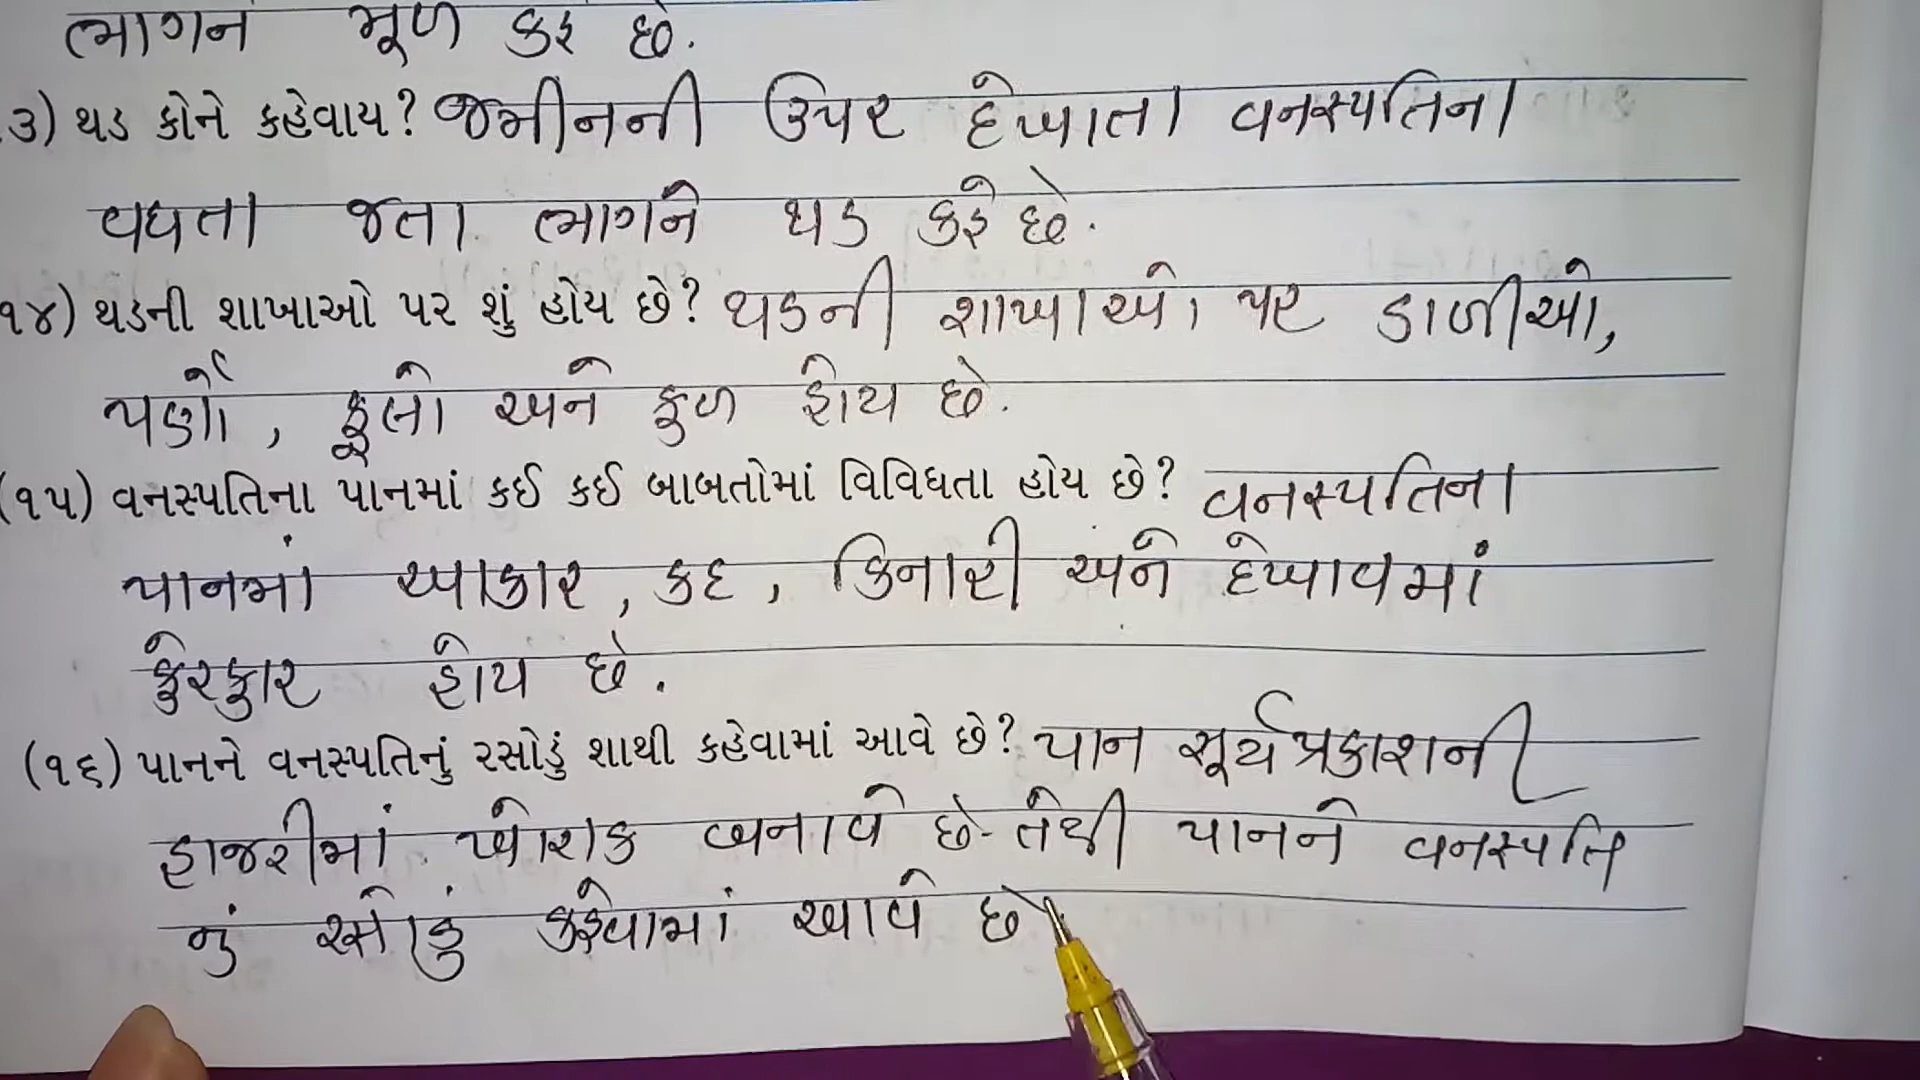 ભાગને મૂળ કહે છે.
૩) થડ કોને કહેવાય? જમીનની ઉપર દેખાતા વનસ્પતિના
વધતા જતા ભાગને થડ કહે છે.
૧૪) થડની શાખાઓ પર શું હોય છે? થડની શાખાઓ પર ડાળીઓ,
પર્ણો, ફૂલો અને ફળ હોય છે.
(૧૫) વનસ્પતિના પાનમાં કઈ કઈ બાબતોમાં વિવિધતા હોય છે? વનસ્પતિના
પાનમાં આકાર, કદ, કિનારી અને દેખાવમાં
ફેરફાર હોય છે.
(૧૬) પાનને વનસ્પતિનું રસોડું શાથી કહેવામાં આવે છે? પાન સૂર્યપ્રકાશની
હાજરીમાં ખોરાક બનાવે છે- તેથી પાનને વનસ્પતિ
નું રસોડું કહેવામાં આવે છે